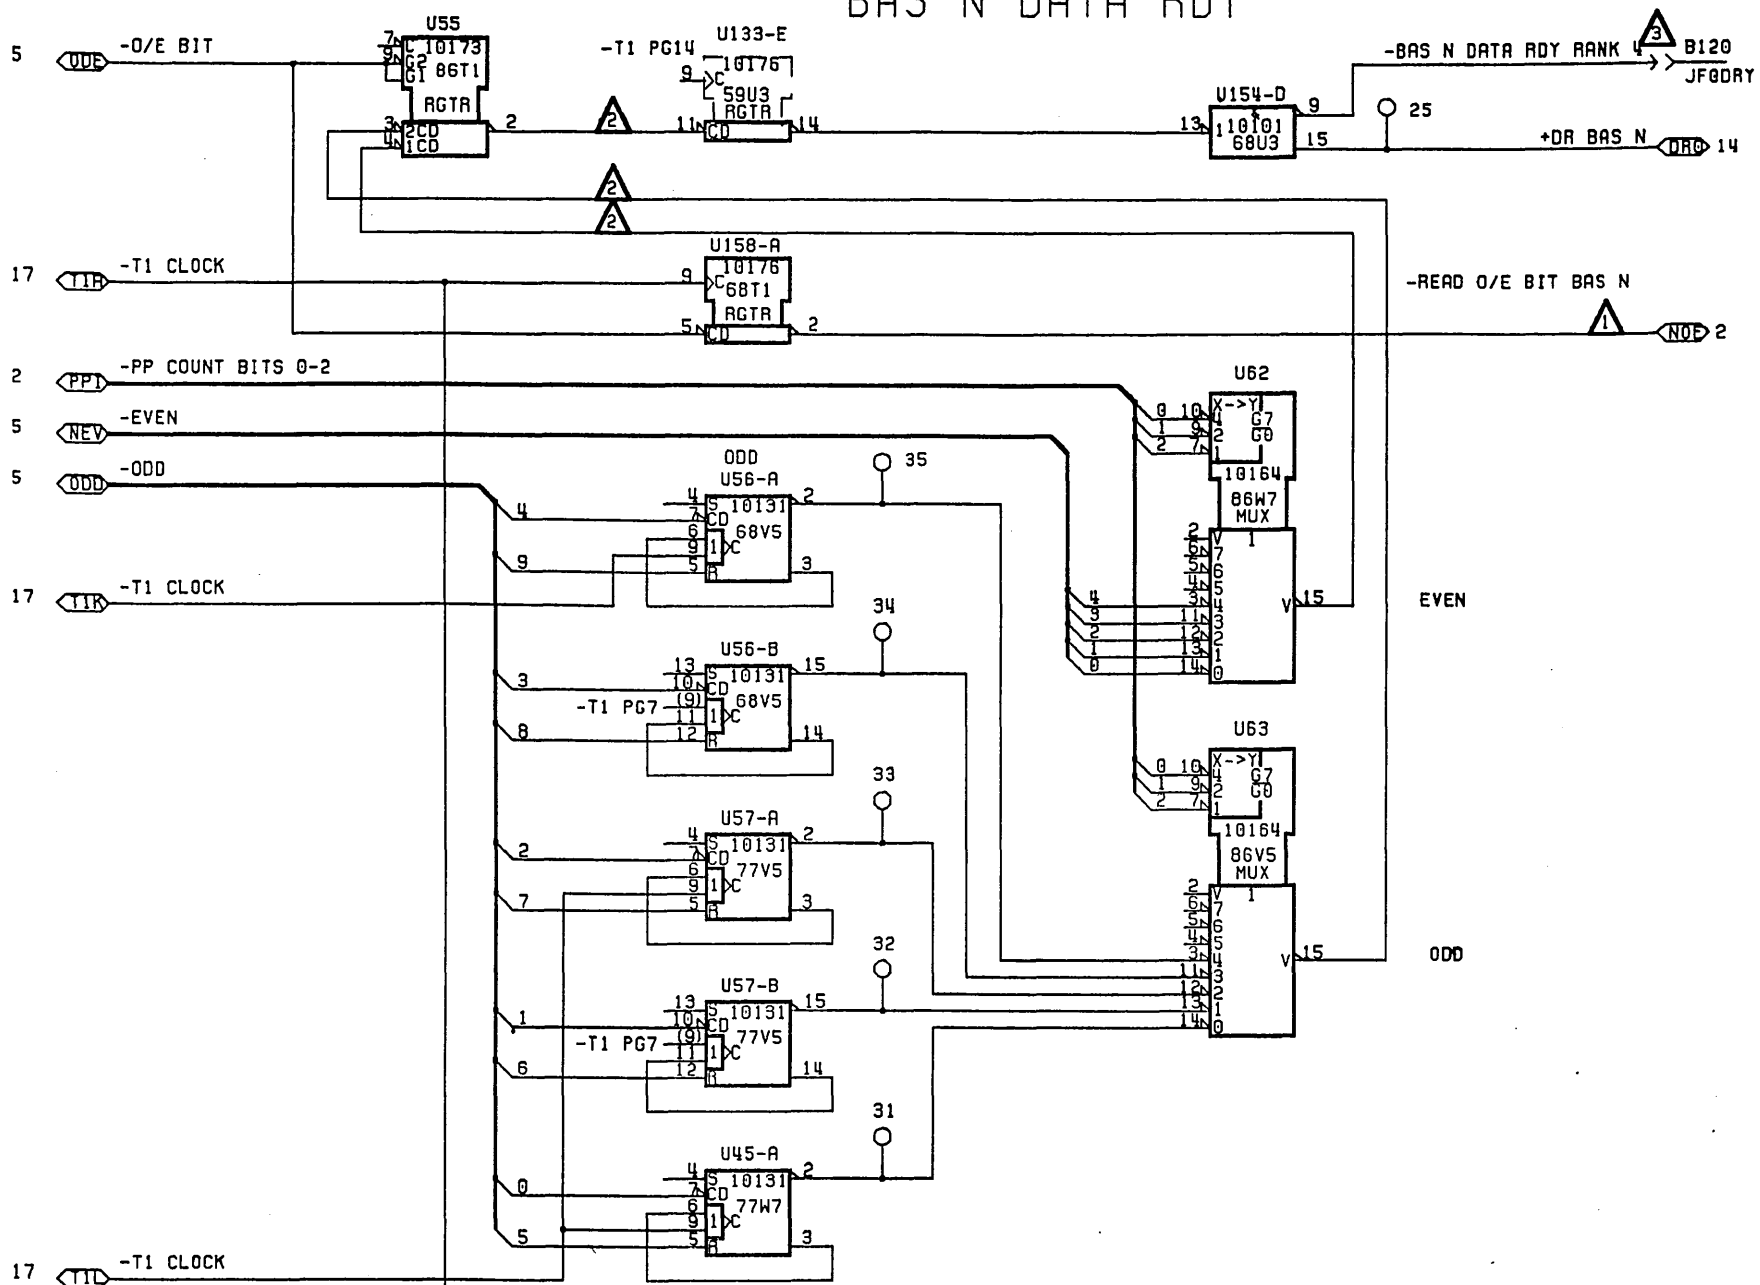 BAS N DATA RDY
U55
5 ODE -O/E BIT
7 C 10173
9 G2
G1 86T1
RGTR
3 2CD 2
4 1CD
2
-T1 PG14
U133-E
10176
9 C
59U3
RGTR
11 CD 14
U154-D
13 1 10101 9
68U3 15
25
-BAS N DATA RDY RANK 4
3
B120
JF0DRY
+DR BAS N DR0 14
2
2
U158-A
17 T1A -T1 CLOCK
9 C 10176
68T1
RGTR
5 CD 2
-READ O/E BIT BAS N
1
NOE 2
2 PPI -PP COUNT BITS 0-2
5 NEV -EVEN
5 ODD -ODD
U62
0 10 4 X->Y G7
1 9 2 G0
2 7 1
10164
86W7
MUX
2 V 1
6 7
5 6
4 5
4 3 4 V 15
3 11 3
2 12 2
1 13 1
0 14 0
EVEN
ODD
U56-A
35
4 S 10131 2
4 7 CD
68V5
6
9 1 C
9 5 R 3
17 T1K -T1 CLOCK
34
U56-B
13 S 10131 15
3 10 CD
68V5
-T1 PG7 (9)
11 1 C
8 12 R 14
33
U57-A
4 S 10131 2
2 7 CD
77V5
6
9 1 C
7 5 R 3
32
U57-B
13 S 10131 15
1 10 CD
77V5
-T1 PG7 (9)
11 1 C
6 12 R 14
31
U45-A
4 S 10131 2
0 7 CD
77W7
6
9 1 C
5 5 R 3
U63
0 10 4 X->Y G7
1 9 2 G0
2 7 1
10164
86V5
MUX
2 V 1
6 7
5 6
4 5
3 4 V 15
11 3
12 2
13 1
14 0
ODD
17 T1L -T1 CLOCK